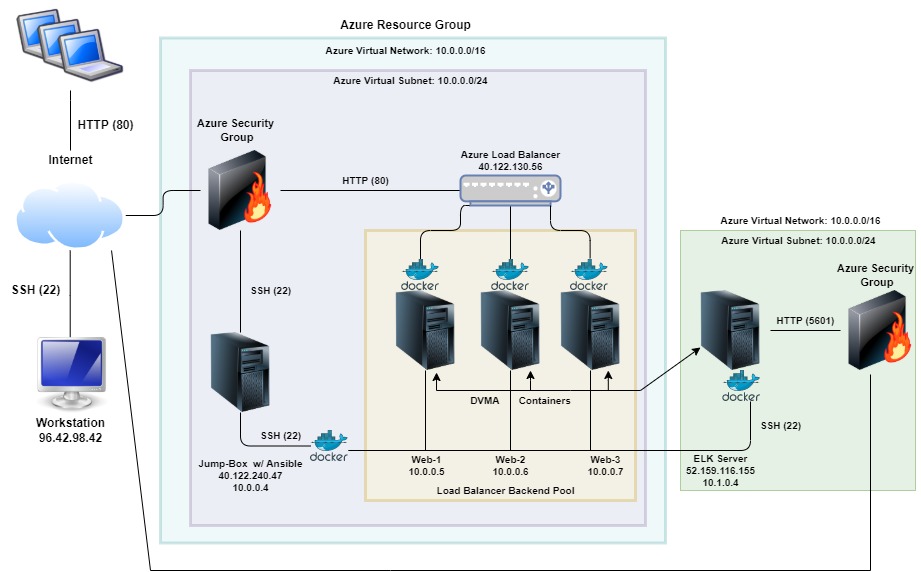 Azure Resource Group
Azure Virtual Network: 10.0.0.0/16
Azure Virtual Subnet: 10.0.0.0/24
HTTP (80)
Internet
SSH (22)
Workstation
96.42.98.42
Azure Security
Group
HTTP (80)
Azure Load Balancer
40.122.130.56
SSH (22)
docker
docker
docker
DVMA
Containers
SSH (22)
docker
Jump-Box w/ Ansible
40.122.240.47
10.0.0.4
Web-1
10.0.0.5
Web-2
10.0.0.6
Web-3
10.0.0.7
Load Balancer Backend Pool
Azure Virtual Network: 10.0.0.0/16
Azure Virtual Subnet: 10.0.0.0/24
Azure Security
Group
HTTP (5601)
docker
SSH (22)
ELK Server
52.159.116.155
10.1.0.4